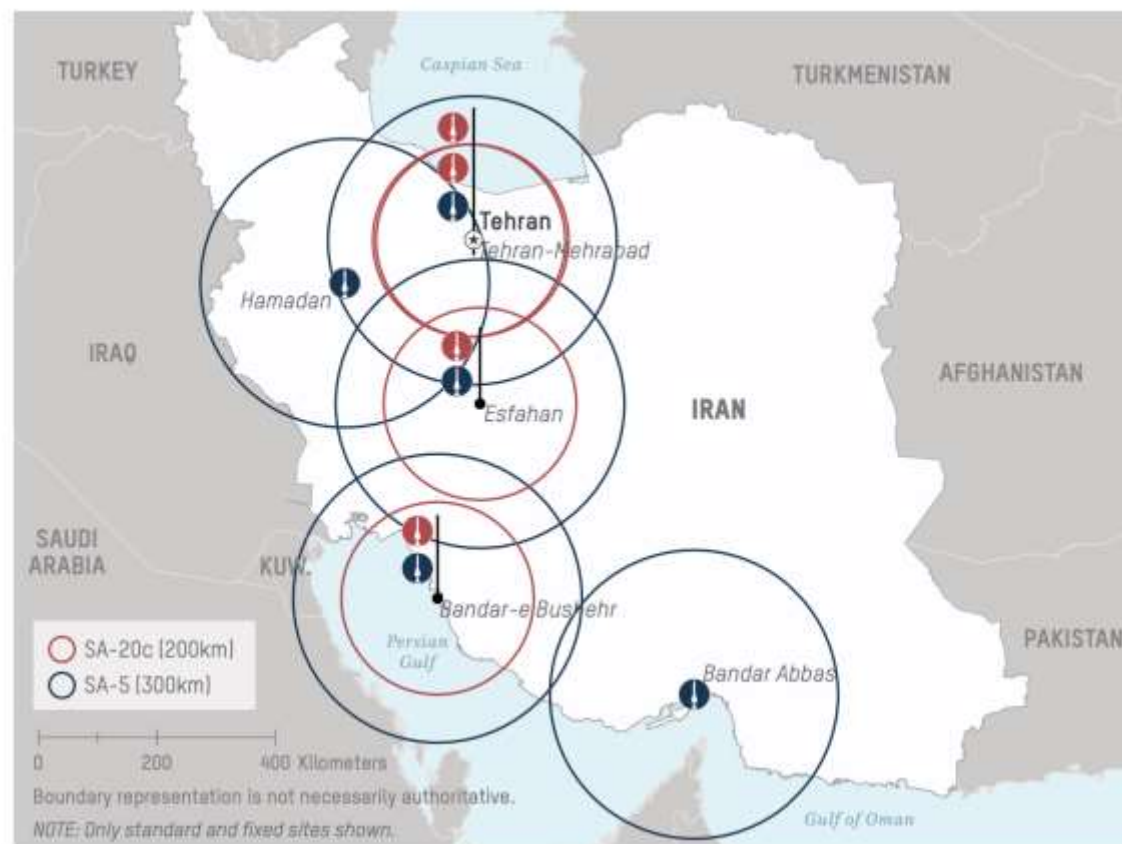 TURKEY
Caspian Sea
TURKMENISTAN
Tehran
Tehran-Mehrabad
Hamadan
IRAQ
AFGHANISTAN
IRAN
Esfahan
SAUDI
ARABIA
KUW.
Bandar-e Bushehr
PAKISTAN
Persian
Gulf
Bandar Abbas
SA-20c (200km)
SA-5 (300km)
0 200 400 Kilometers
Gulf of Oman
Boundary representation is not necessarily authoritative.
NOTE: Only standard and fixed sites shown.